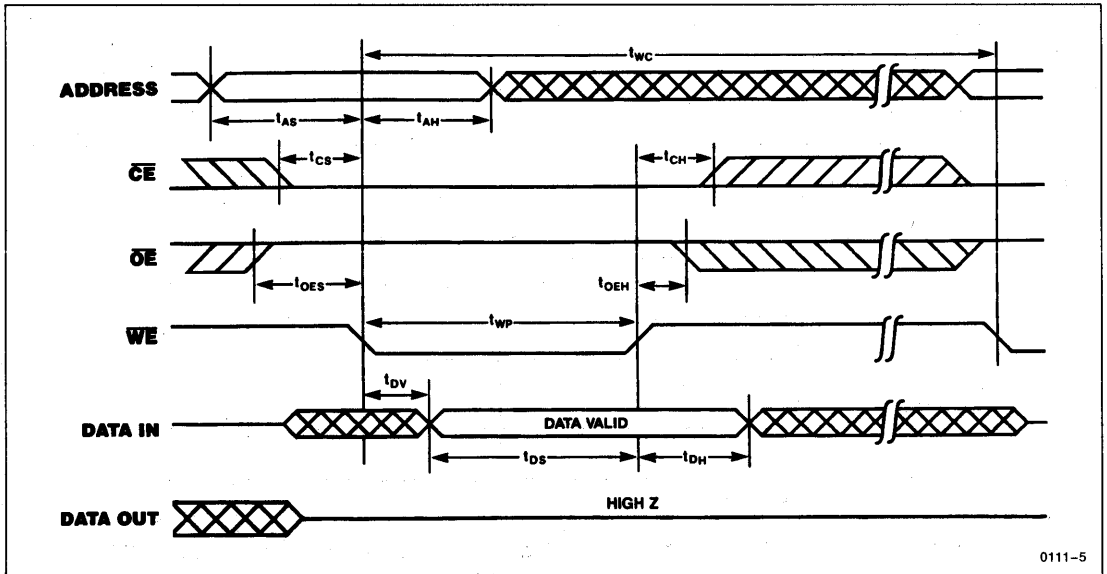 tWC
ADDRESS
tAS
tAH
CE
tCS
tCH
OE
tOES
tOEH
WE
tWP
tDV
DATA IN
DATA VALID
tDS
tDH
DATA OUT
HIGH Z
0111-5